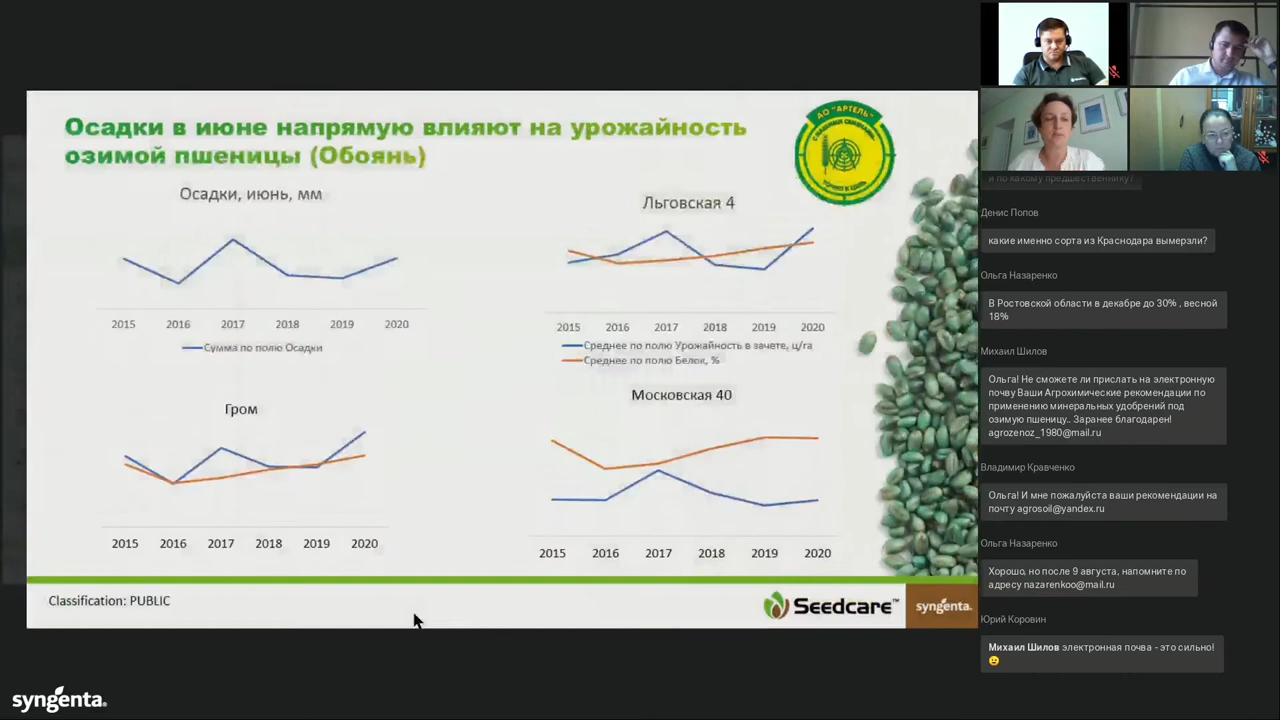 Осадки в июне напрямую влияют на урожайность
озимой пшеницы (Обоянь)
АО "АРТЕЛЬ"
Осадки, июнь, мм
2015 2016 2017 2018 2019 2020
Сумма по полю Осадки
Льговская 4
2015 2016 2017 2018 2019 2020
Среднее по полю Урожайность в зачете, ц/га
Среднее по полю Белок, %
Гром
2015 2016 2017 2018 2019 2020
Московская 40
2015 2016 2017 2018 2019 2020
Classification: PUBLIC
Seedcare™
syngenta.
syngenta.
и по какому предшественнику?
Денис Попов
какие именно сорта из Краснодара вымерзли?
Ольга Назаренко
В Ростовской области в декабре до 30% , весной
18%
Михаил Шилов
Ольга! Не сможете ли прислать на электронную
почву Ваши Агрохимические рекомендации по
применению минеральных удобрений под
озимую пшеницу.. Заранее благодарен!
agrozenoz_1980@mail.ru
Владимир Кравченко
Ольга! И мне пожалуйста ваши рекомендации на
почту agrosoil@yandex.ru
Ольга Назаренко
Хорошо, но после 9 августа, напомните по
адресу nazarenkoo@mail.ru
Юрий Коровин
Михаил Шилов электронная почва - это сильно!
😉